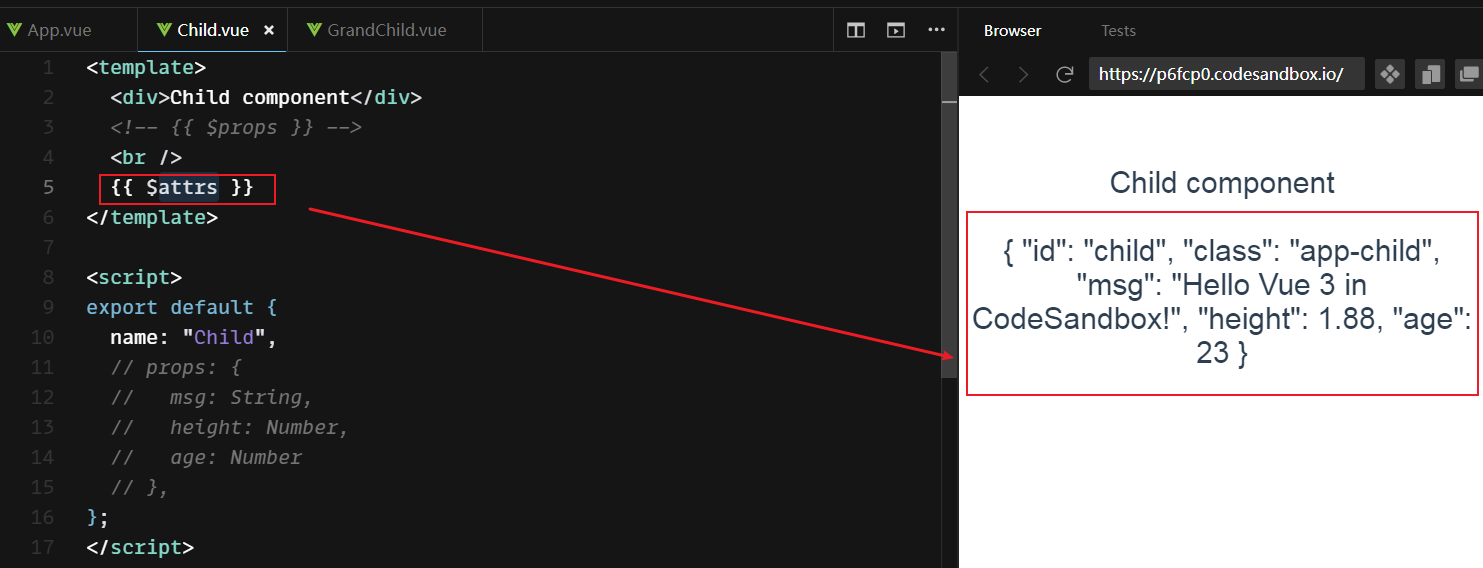 App.vue
Child.vue ×
GrandChild.vue
Browser
Tests
https://p6fcp0.codesandbox.io/
1 <template>
2 <div>Child component</div>
3 <!-- {{ $props }} -->
4 <br />
5 {{ $attrs }}
6 </template>
7
8 <script>
9 export default {
10 name: "Child",
11 // props: {
12 // msg: String,
13 // height: Number,
14 // age: Number
15 // },
16 };
17 </script>
Child component
{ "id": "child", "class": "app-child",
"msg": "Hello Vue 3 in
CodeSandbox!", "height": 1.88, "age":
23 }